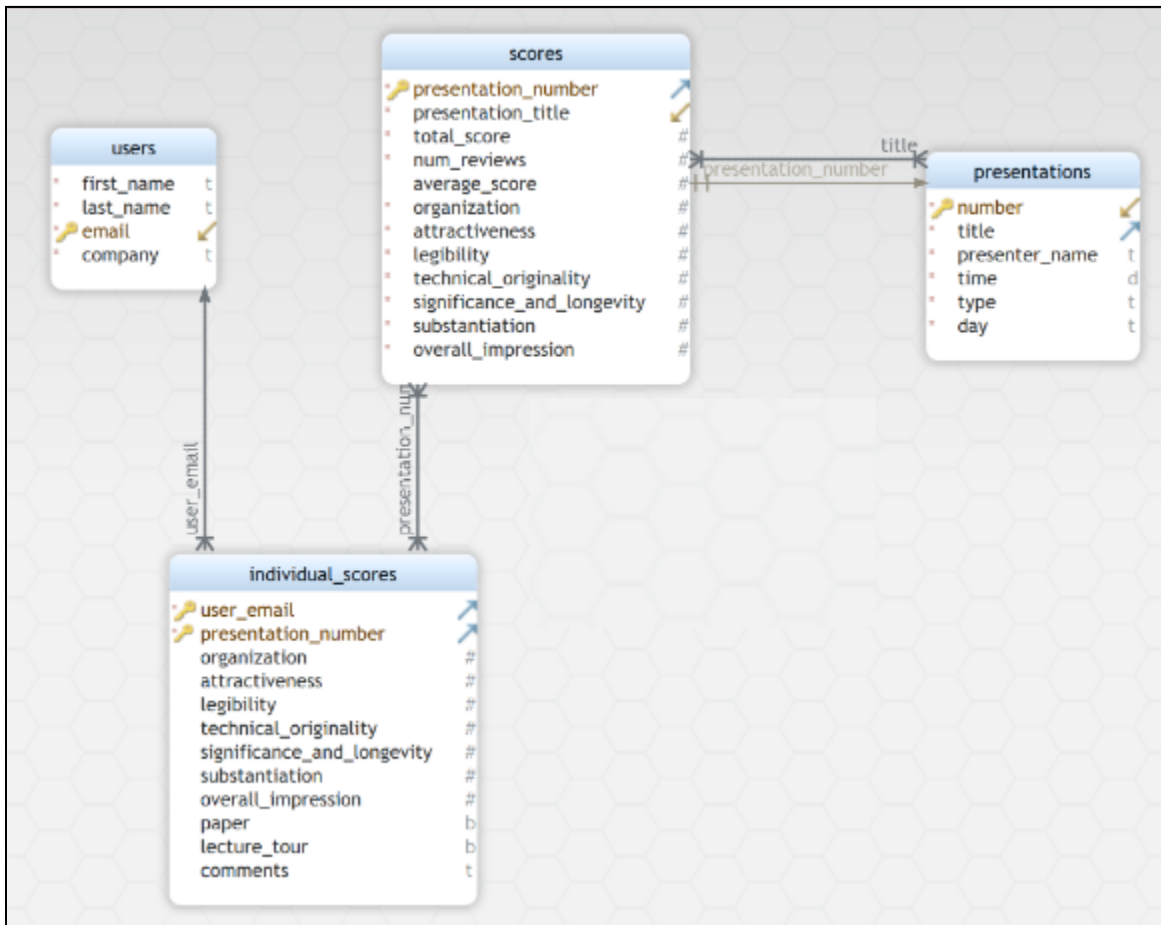 scores
presentation_number
presentation_title
total_score #
num_reviews #
average_score #
organization #
attractiveness #
legibility #
technical_originality #
significance_and_longevity #
substantiation #
overall_impression #
users
first_name t
last_name t
email
company t
title
presentation_number
presentations
number
title
presenter_name t
time d
type t
day t
user_email
presentation_num
individual_scores
user_email
presentation_number
organization #
attractiveness #
legibility #
technical_originality #
significance_and_longevity #
substantiation #
overall_impression #
paper b
lecture_tour b
comments t